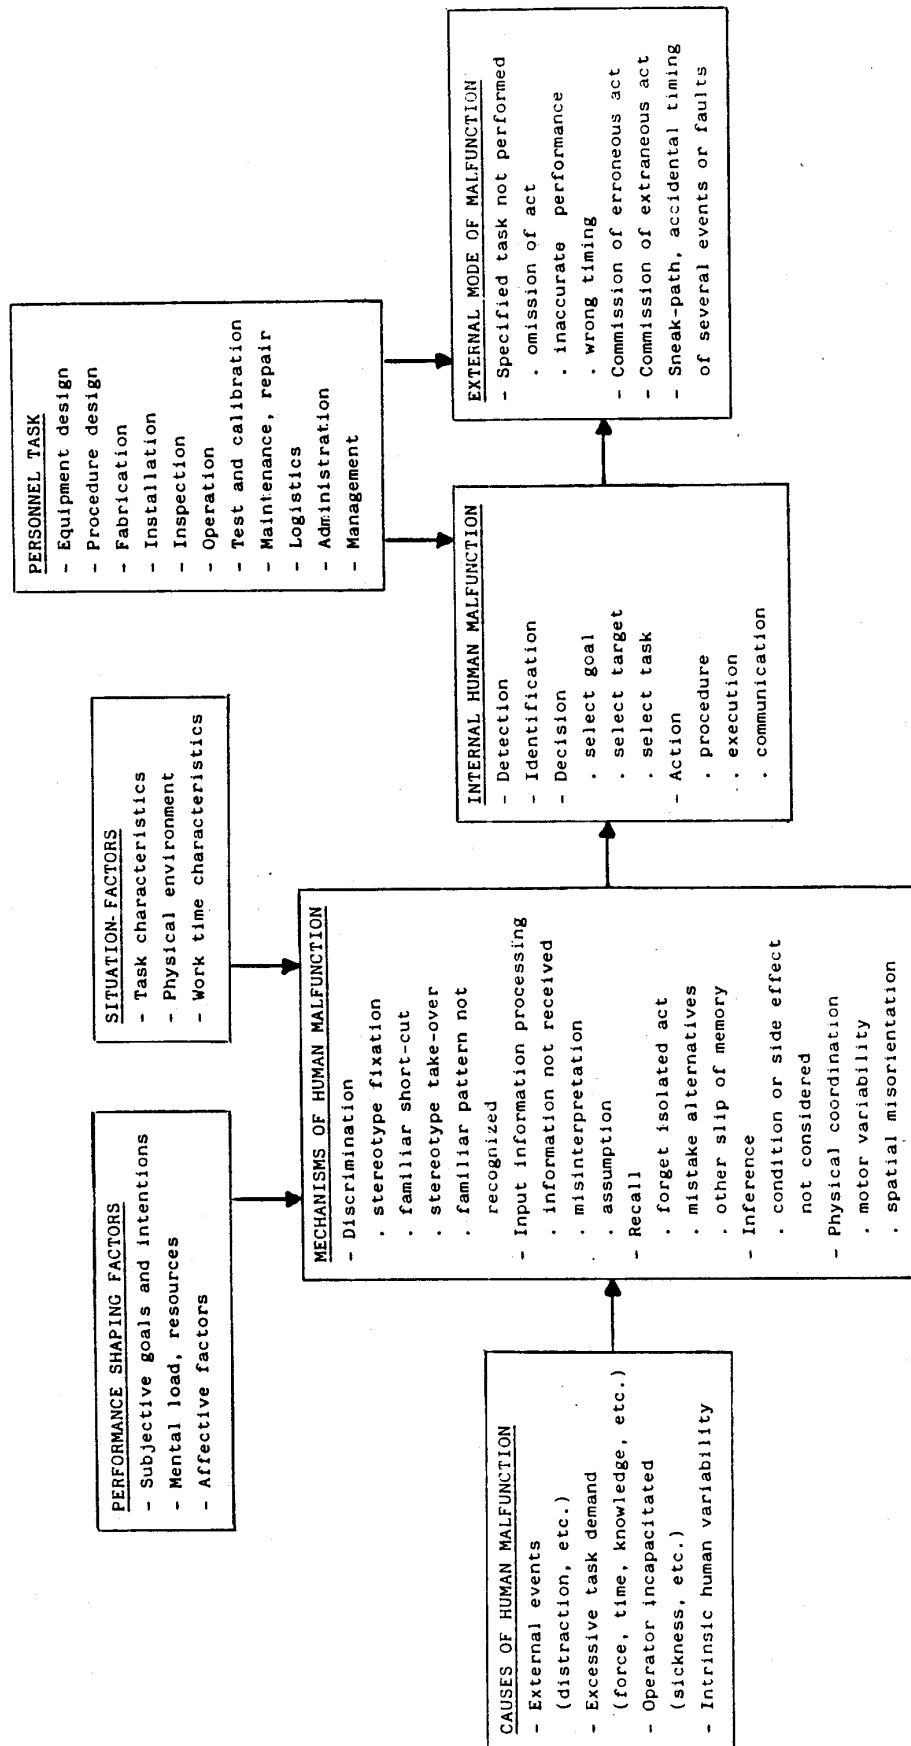 PERFORMANCE SHAPING FACTORS
- Subjective goals and intentions
- Mental load, resources
- Affective factors
SITUATION-FACTORS
- Task characteristics
- Physical environment
- Work time characteristics
PERSONNEL TASK
- Equipment design
- Procedure design
- Fabrication
- Installation
- Inspection
- Operation
- Test and calibration
- Maintenance, repair
- Logistics
- Administration
- Management
CAUSES OF HUMAN MALFUNCTION
- External events
(distraction, etc.)
- Excessive task demand
(force, time, knowledge, etc.)
- Operator incapacitated
(sickness, etc.)
- Intrinsic human variability
MECHANISMS OF HUMAN MALFUNCTION
- Discrimination
. stereotype fixation
. familiar short-cut
. stereotype take-over
. familiar pattern not
recognized
- Input information processing
. information not received
. misinterpretation
. assumption
- Recall
. forget isolated act
. mistake alternatives
. other slip of memory
- Inference
. condition or side effect
not considered
- Physical coordination
. motor variability
. spatial misorientation
INTERNAL HUMAN MALFUNCTION
- Detection
- Identification
- Decision
. select goal
. select target
. select task
- Action
. procedure
. execution
. communication
EXTERNAL MODE OF MALFUNCTION
- Specified task not performed
. omission of act
. inaccurate performance
. wrong timing
- Commission of erroneous act
- Commission of extraneous act
- Sneak-path, accidental timing
of several events or faults